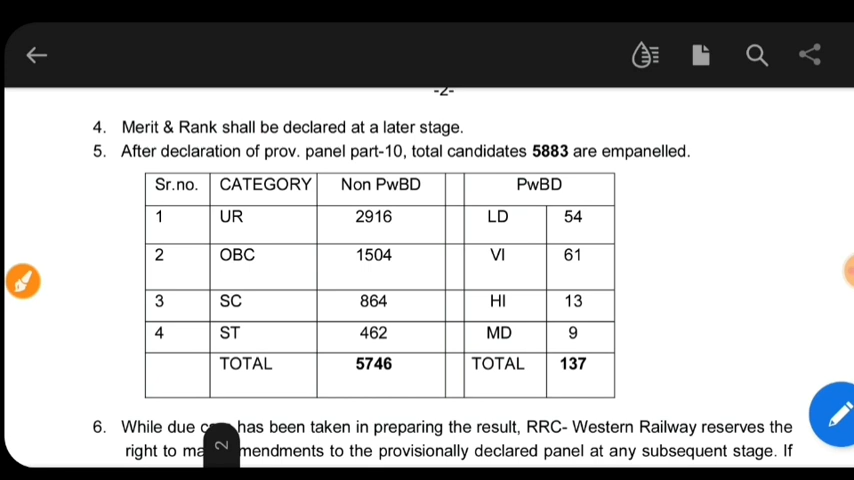 -2-
4. Merit & Rank shall be declared at a later stage.
5. After declaration of prov. panel part-10, total candidates 5883 are empanelled.
Sr.no. CATEGORY Non PwBD PwBD
1 UR 2916 LD 54
2 OBC 1504 VI 61
3 SC 864 HI 13
4 ST 462 MD 9
TOTAL 5746 TOTAL 137
6. While due has been taken in preparing the result, RRC- Western Railway reserves the
right to mendments to the provisionally declared panel at any subsequent stage. If
2